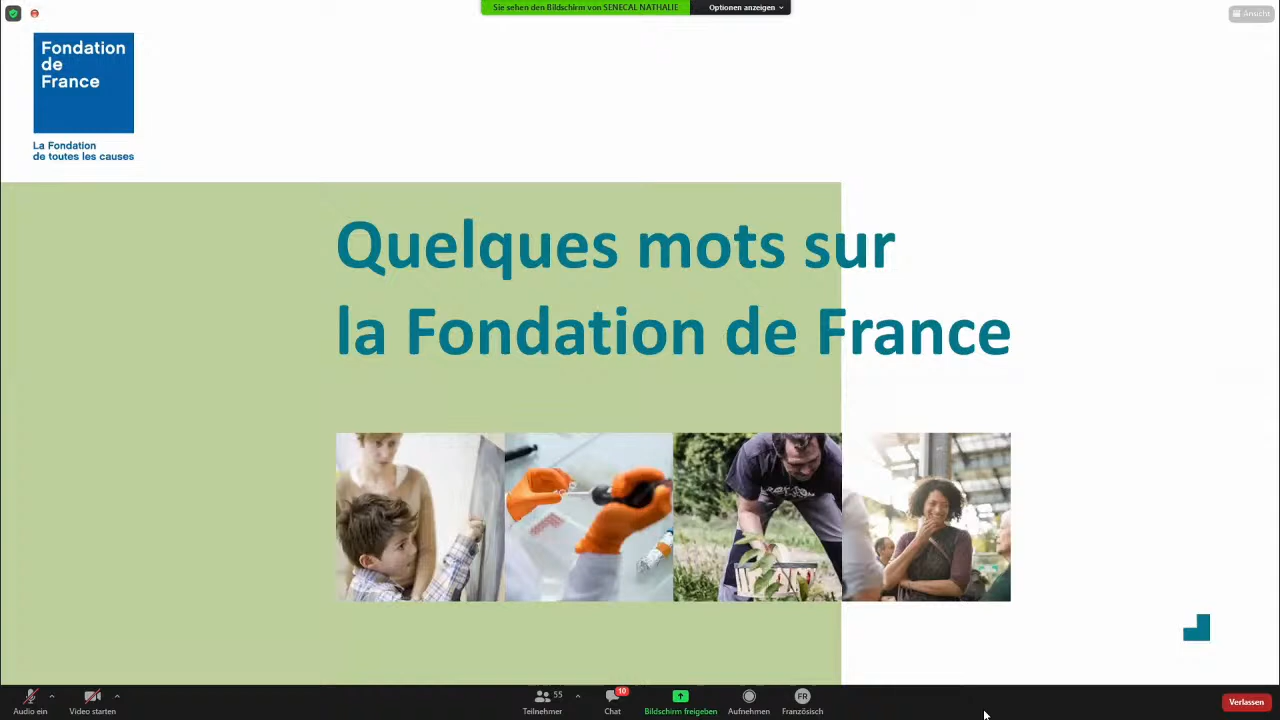 Sie sehen den Bildschirm von SENECAL NATHALIE
Optionen anzeigen
Ansicht
Fondation
de
France
La Fondation
de toutes les causes
Quelques mots sur
la Fondation de France
Audio ein
Video starten
55
Teilnehmer
10
Chat
Bildschirm freigeben
Aufnehmen
FR
Französisch
Verlassen